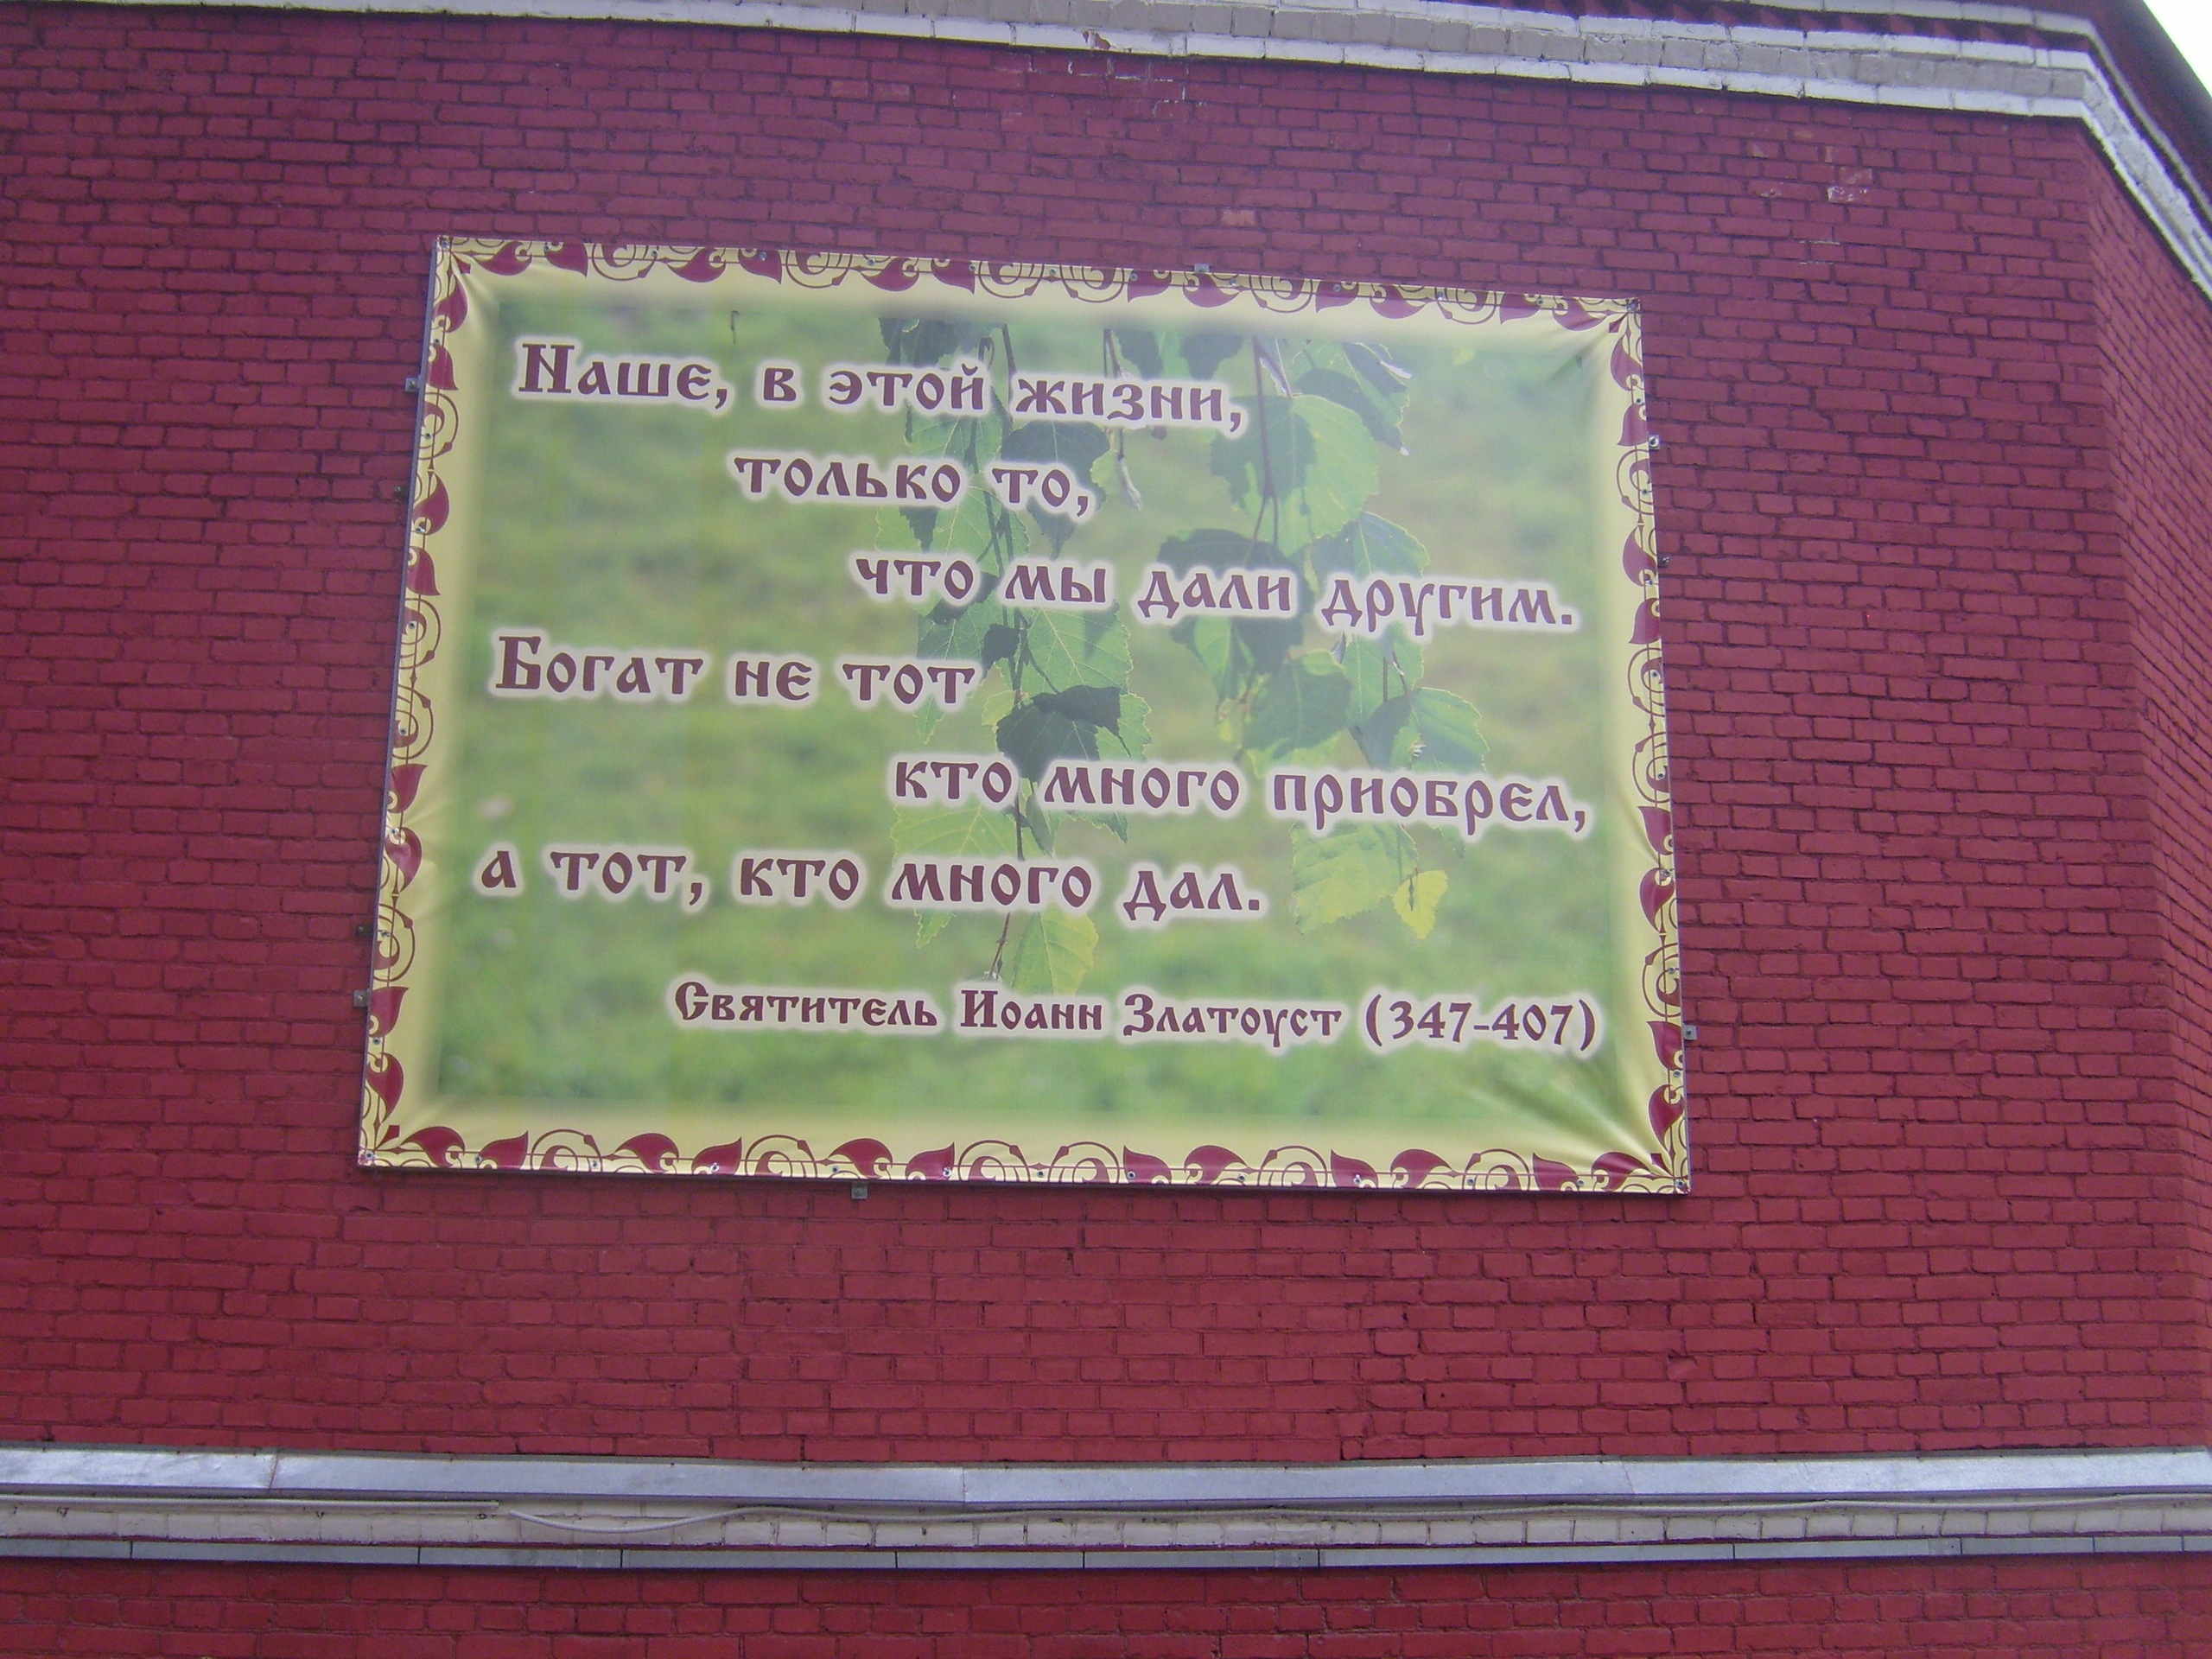 Наше, в этой жизни,
только то,
что мы дали другим.
Богат не тот
кто много приобрел,
а тот, кто много дал.
Святитель Иоанн Златоуст (347-407)